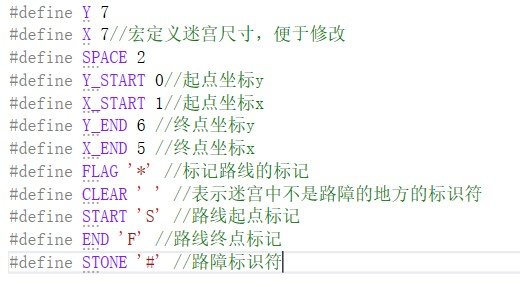 #define Y 7
#define X 7//宏定义迷宫尺寸，便于修改
#define SPACE 2
#define Y_START 0//起点坐标y
#define X_START 1//起点坐标x
#define Y_END 6 //终点坐标y
#define X_END 5 //终点坐标x
#define FLAG '*' //标记路线的标记
#define CLEAR ' ' //表示迷宫中不是路障的地方的标识符
#define START 'S' //路线起点标记
#define END 'F' //路线终点标记
#define STONE '#' //路障标识符